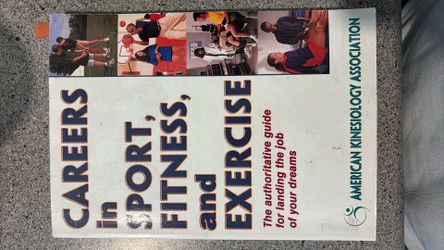 CAREERS
in
SPORT,
FITNESS,
and
EXERCISE
The authoritative guide
for landing the job
of your dreams
AMERICAN KINESIOLOGY ASSOCIATION